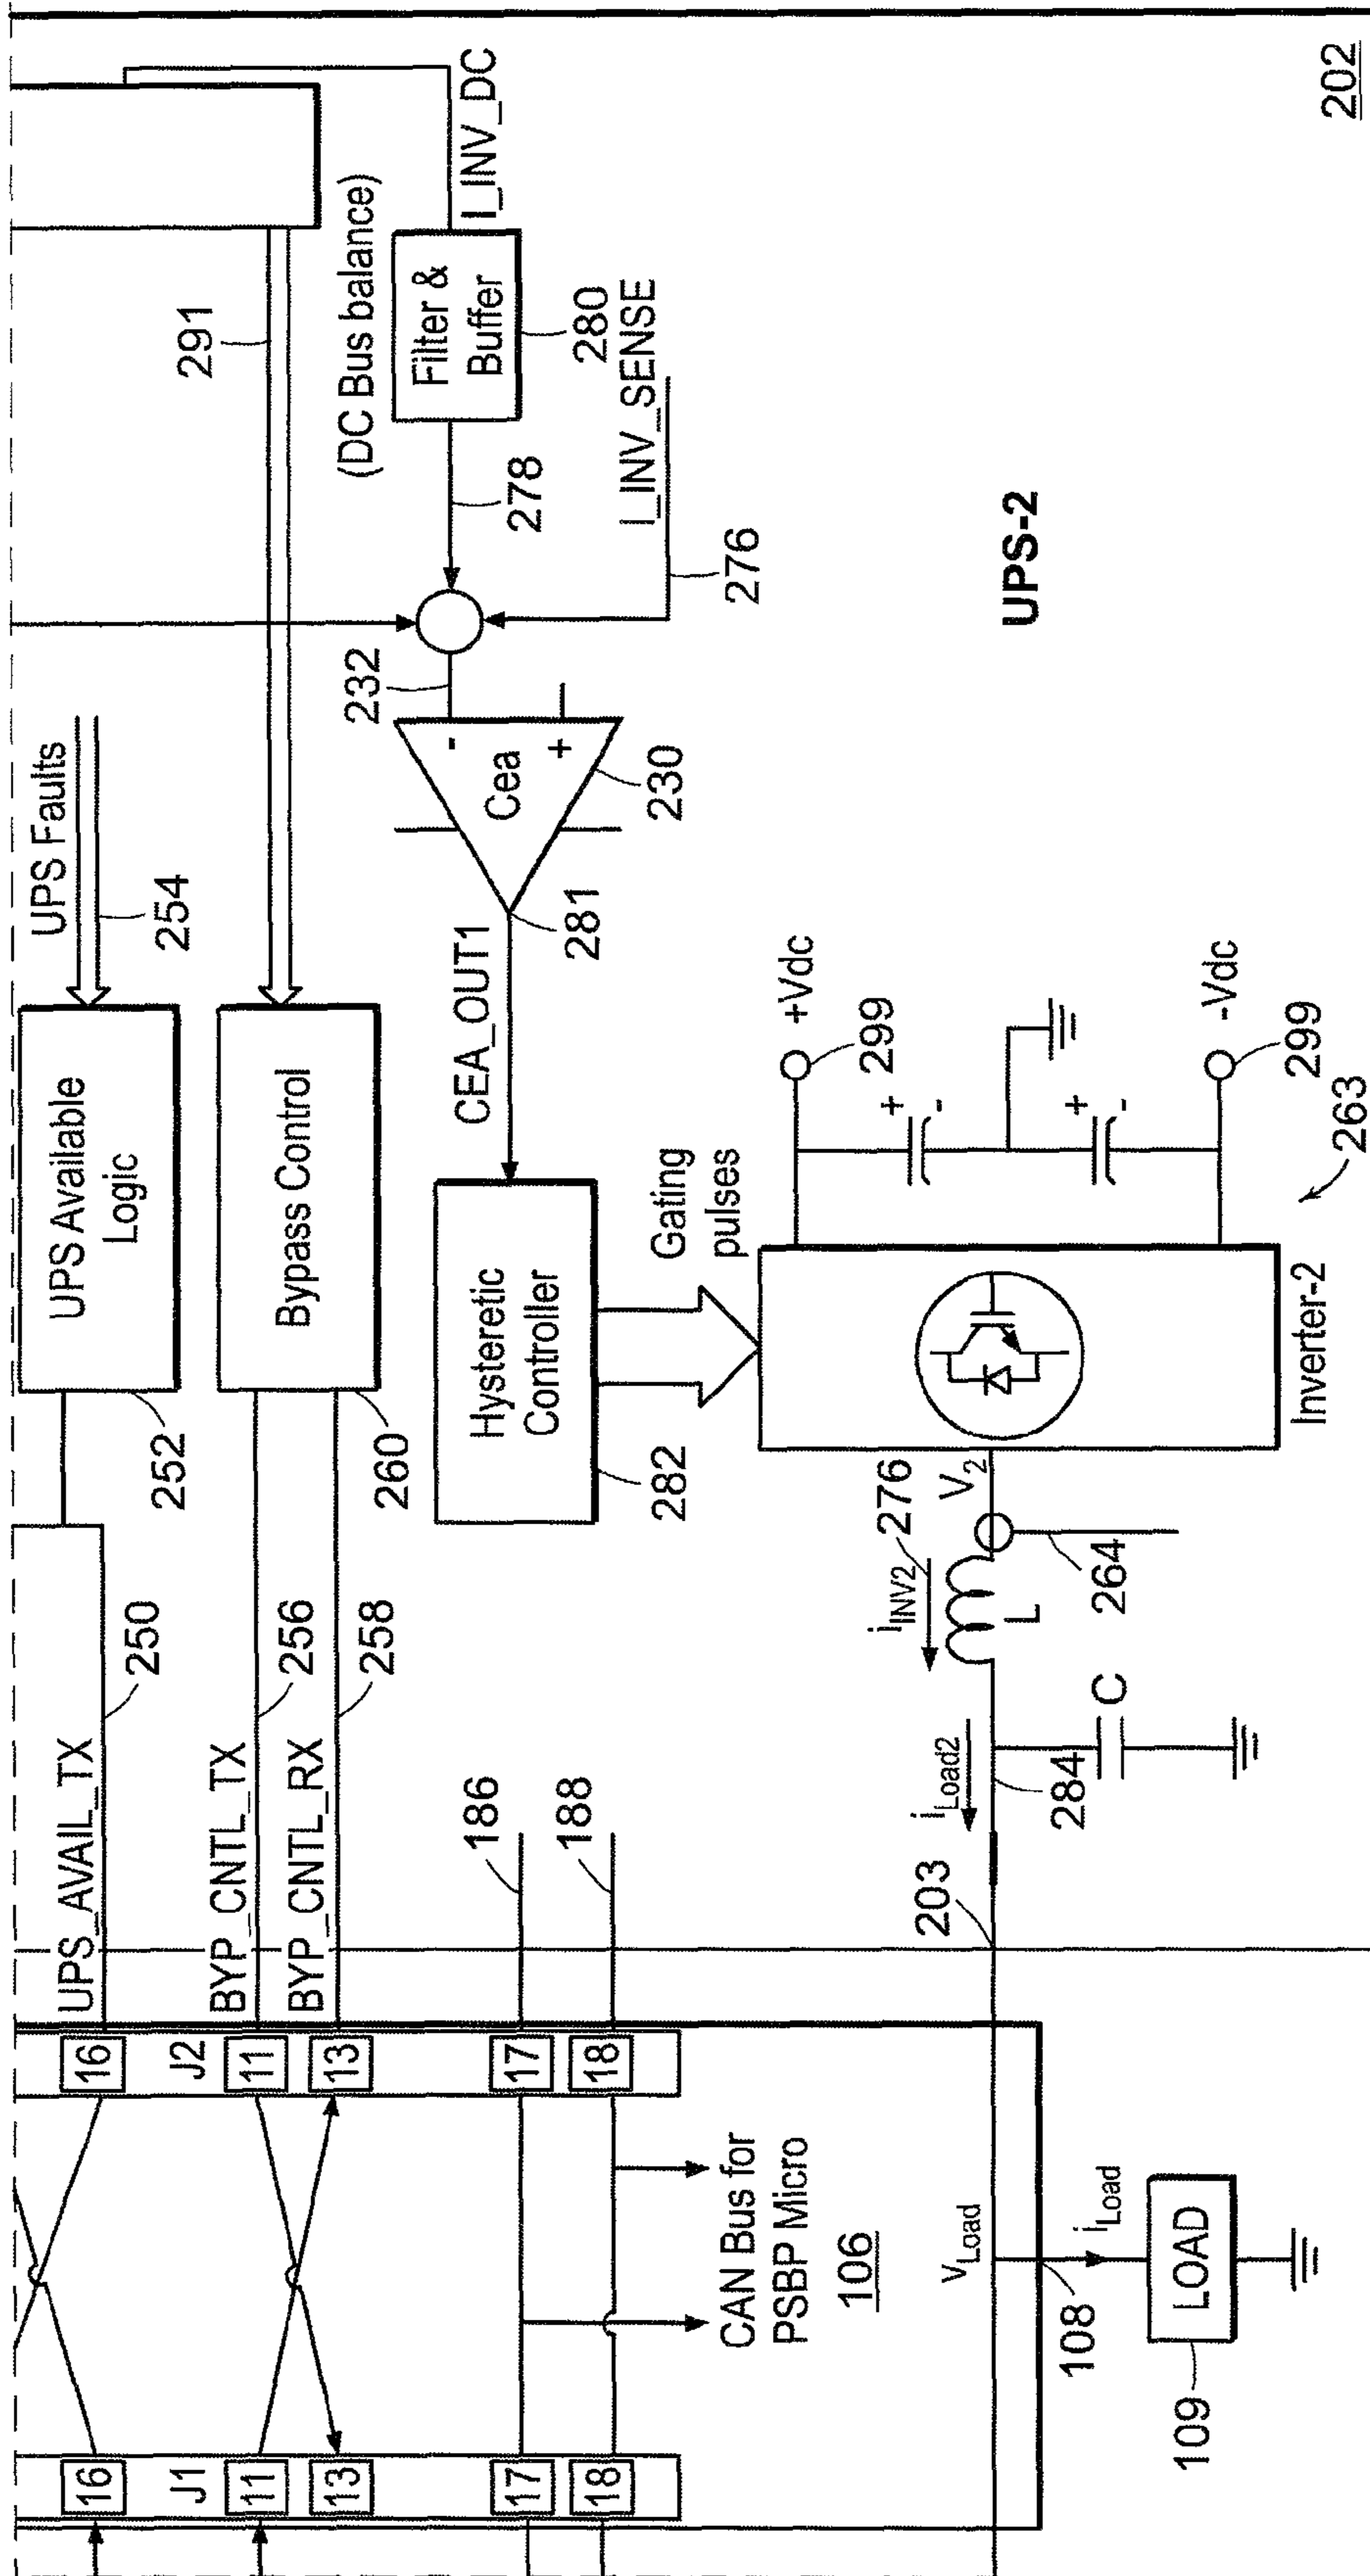 UPS_AVAIL_TX
250
252
UPS Available
Logic
UPS Faults
254
291
16
J1
11
13
17
18
16
J2
11
13
17
18
BYP_CNTL_TX
256
BYP_CNTL_RX
258
260
Bypass Control
(DC Bus balance)
186
188
CAN Bus for
PSBP Micro
106
282
Hysteretic
Controller
CEA_OUT1
281
Cea
-
+
230
232
278
Filter &
Buffer
280
I_INV_DC
I_INV_SENSE
276
Gating
pulses
vLoad
203
iLoad2
284
C
iINV2
276
L
V2
264
Inverter-2
263
+Vdc
299
+
-
+
-
-Vdc
299
108
iLoad
LOAD
109
UPS-2
202